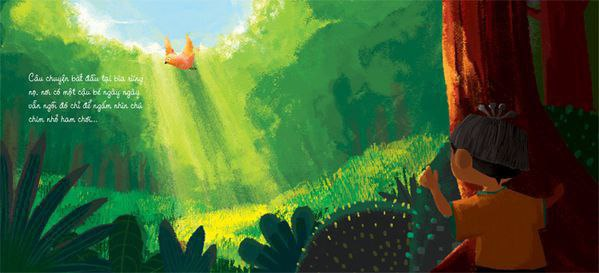 Câu chuyện bắt đầu tại bìa rừng
nọ, nơi có một cậu bé ngày ngày
vẫn ngồi đó chỉ để ngắm nhìn chú
chim nhỏ ham chơi...